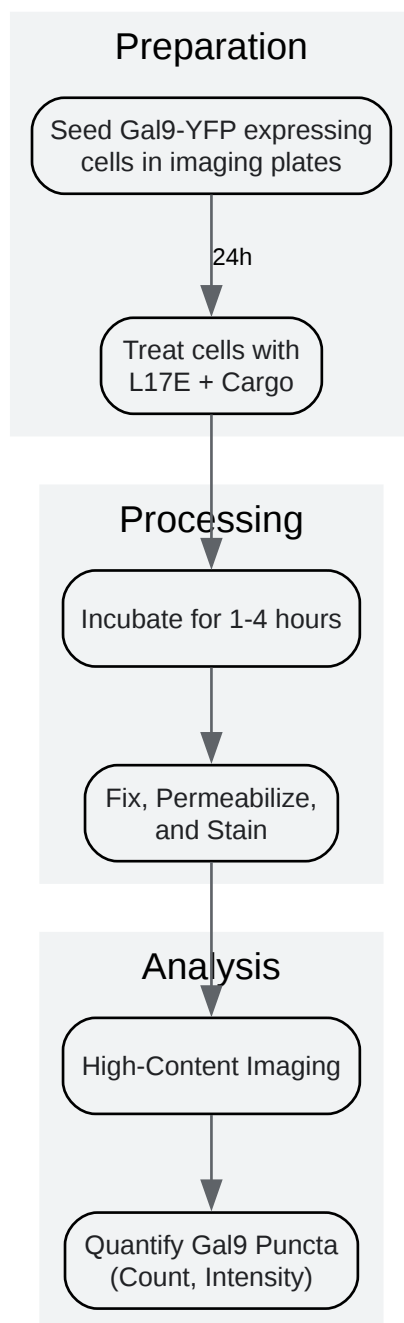 Preparation
Seed Gal9-YFP expressing
cells in imaging plates
24h
Treat cells with
L17E + Cargo
Processing
Incubate for 1-4 hours
Fix, Permeabilize,
and Stain
Analysis
High-Content Imaging
Quantify Gal9 Puncta
(Count, Intensity)